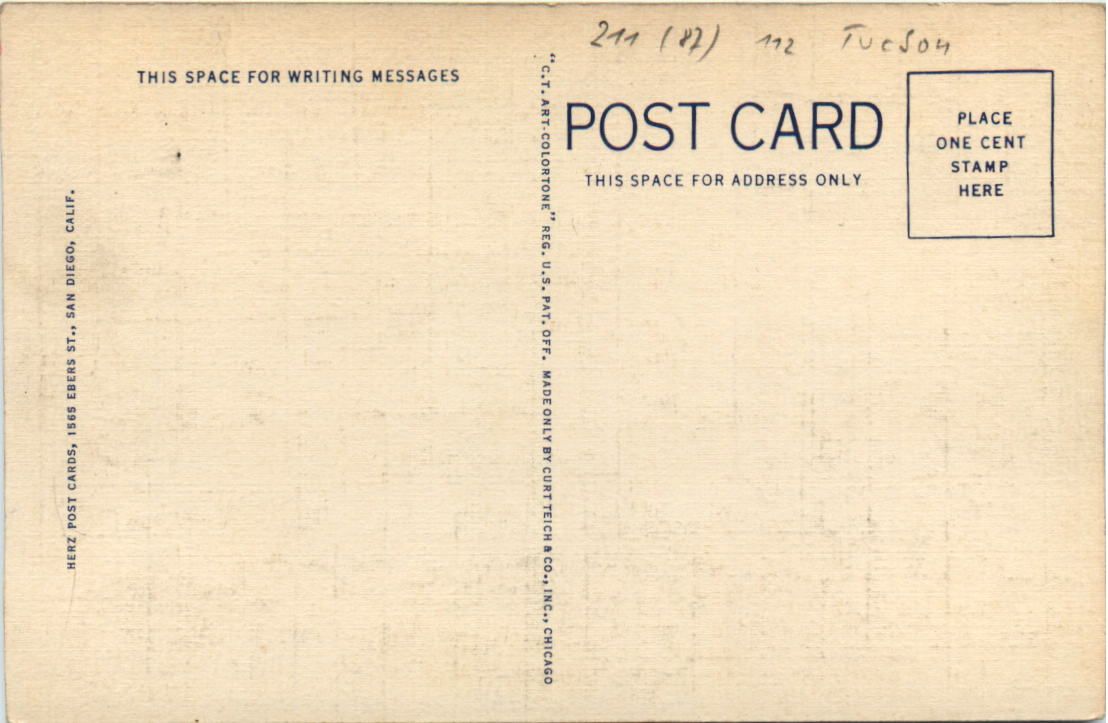 211 (87) 112 Tucson
THIS SPACE FOR WRITING MESSAGES
HERZ POST CARDS, 1565 EBERS ST., SAN DIEGO, CALIF.
"C.T. ART-COLORTONE" REG. U.S. PAT. OFF. MADE ONLY BY CURT TEICH & CO., INC., CHICAGO
POST CARD
THIS SPACE FOR ADDRESS ONLY
PLACE
ONE CENT
STAMP
HERE